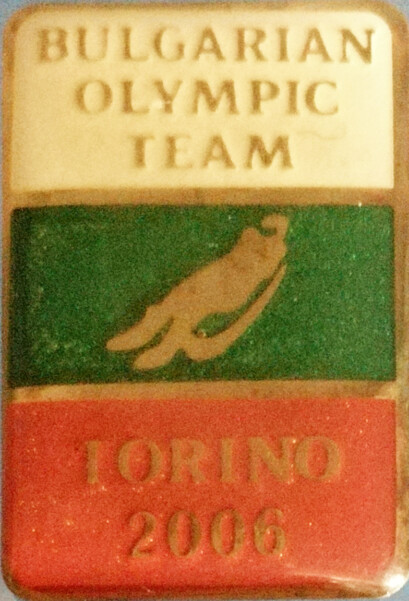 BULGARIAN
OLYMPIC
TEAM
TORINO
2006